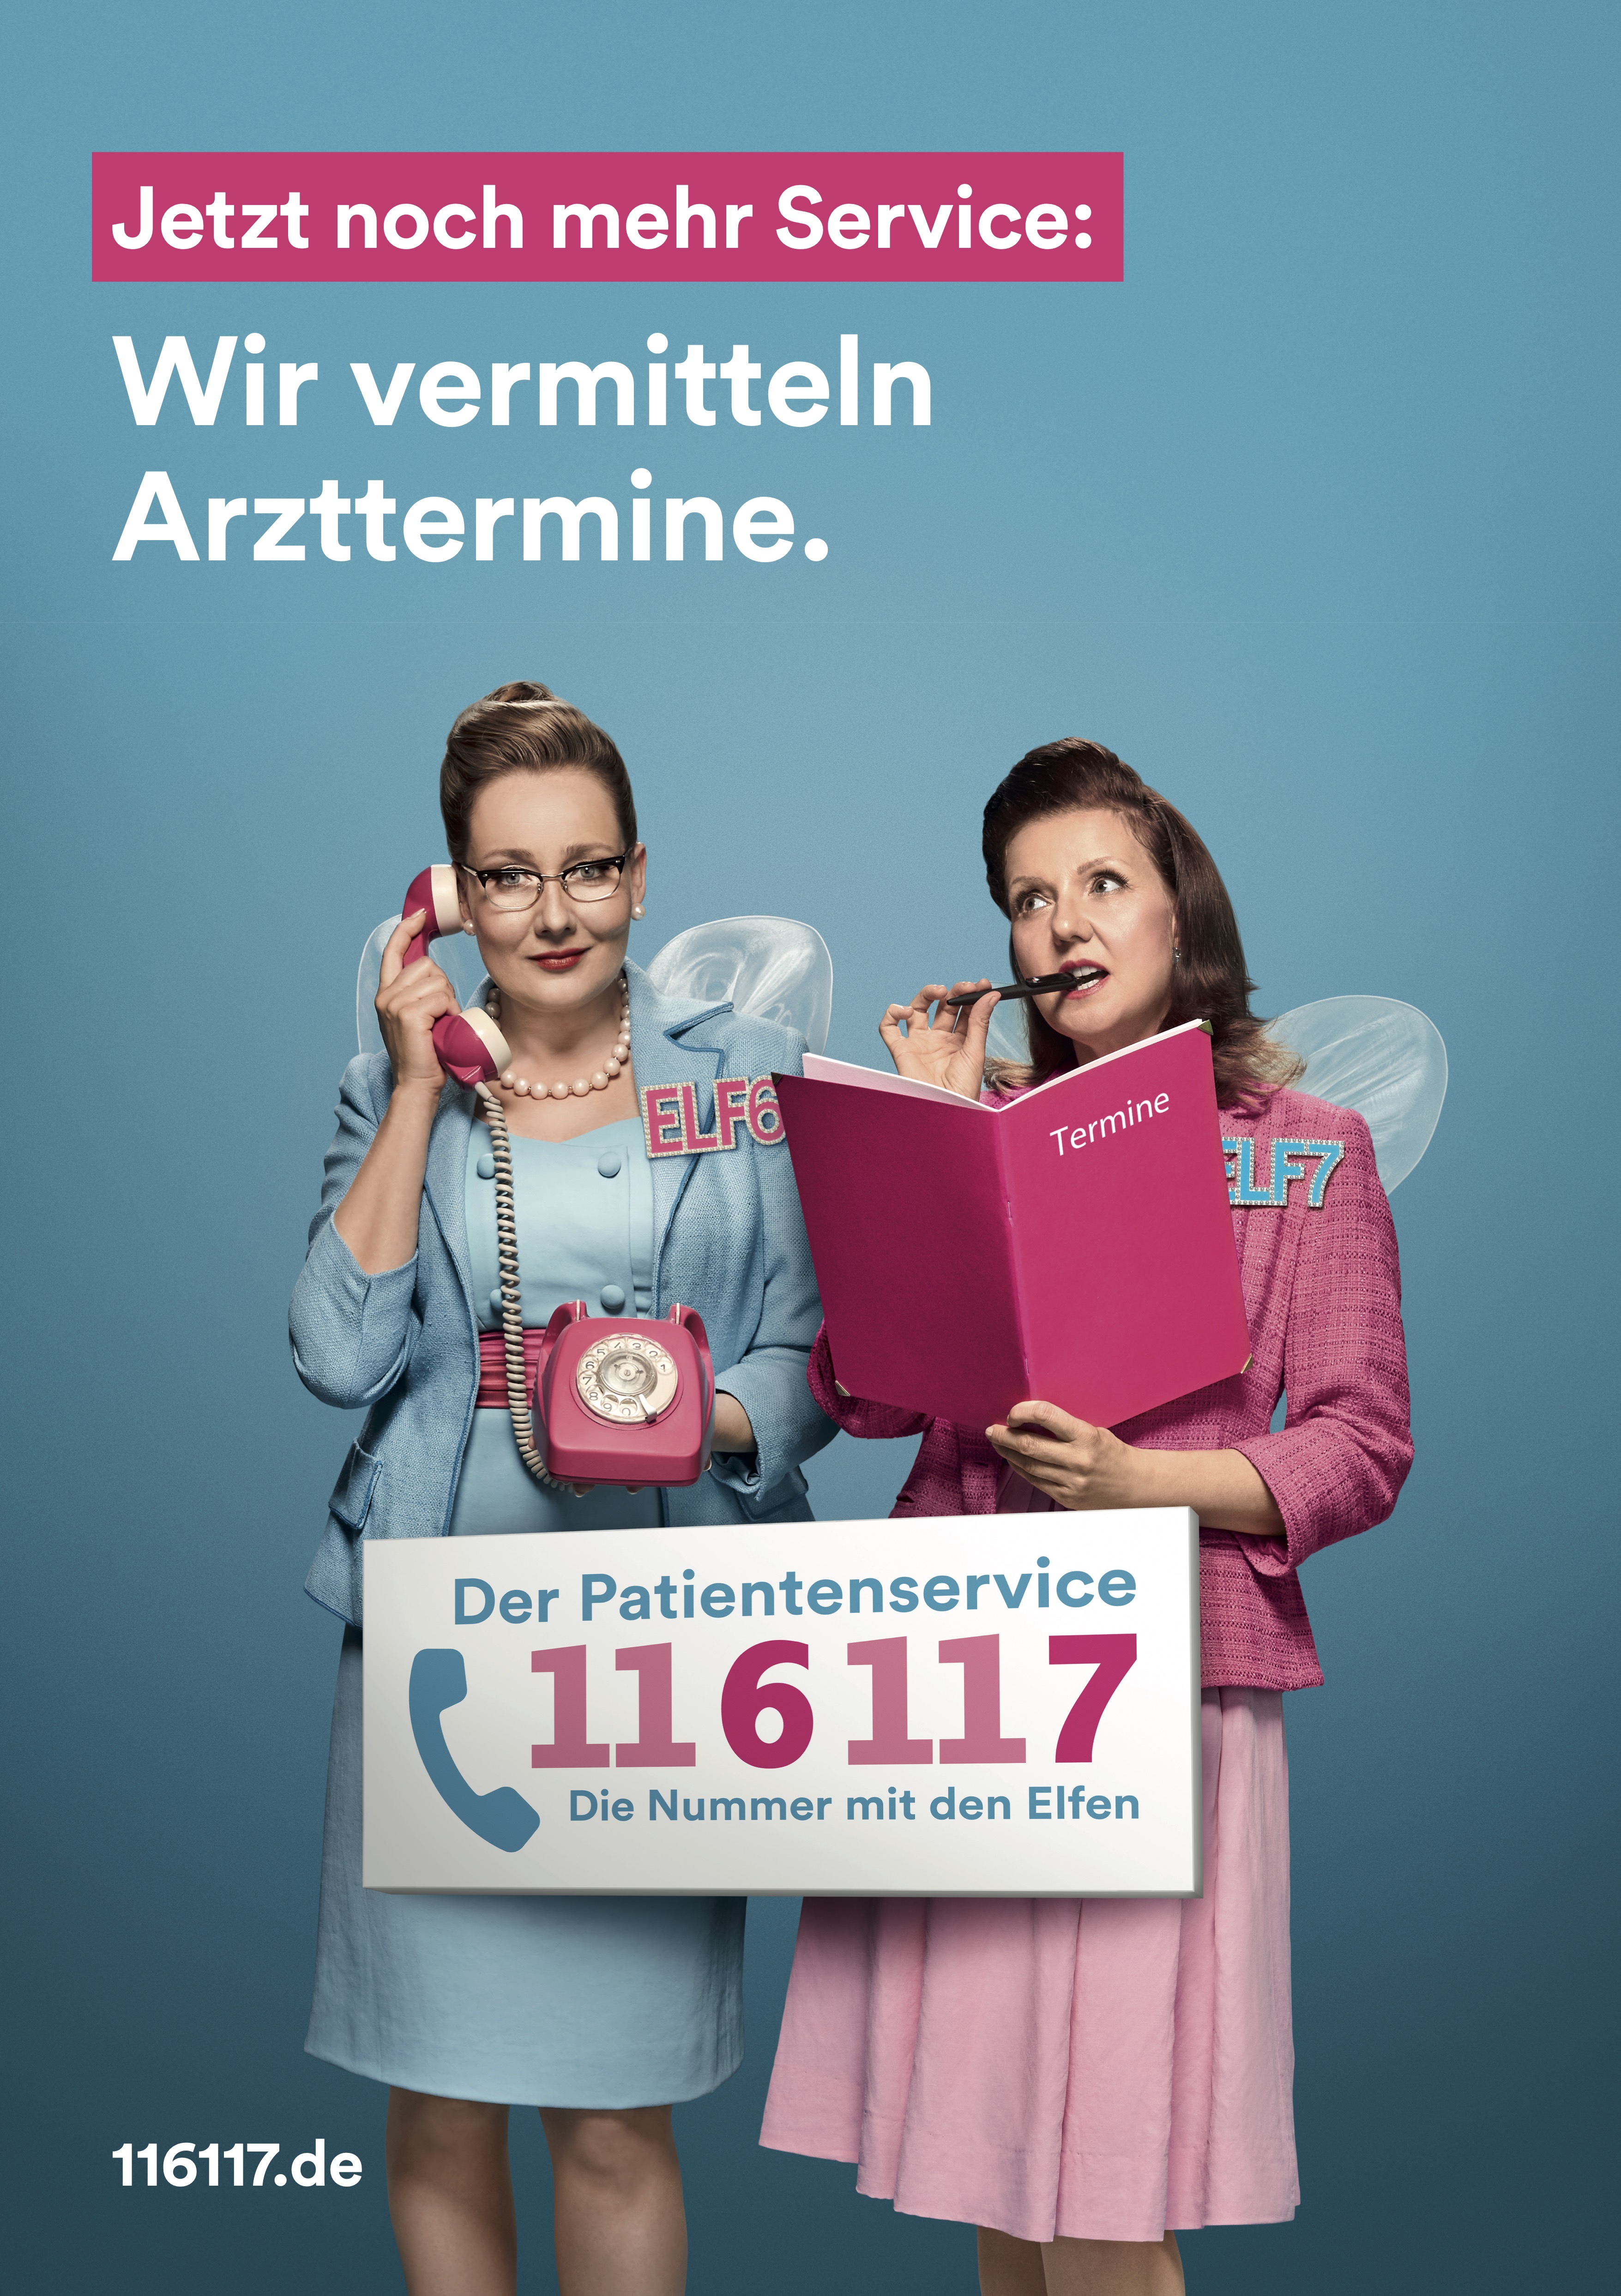 Jetzt noch mehr Service:
Wir vermitteln
Arzttermine.
ELF6
Termine
ELF7
Der Patientenservice
116117
Die Nummer mit den Elfen
116117.de